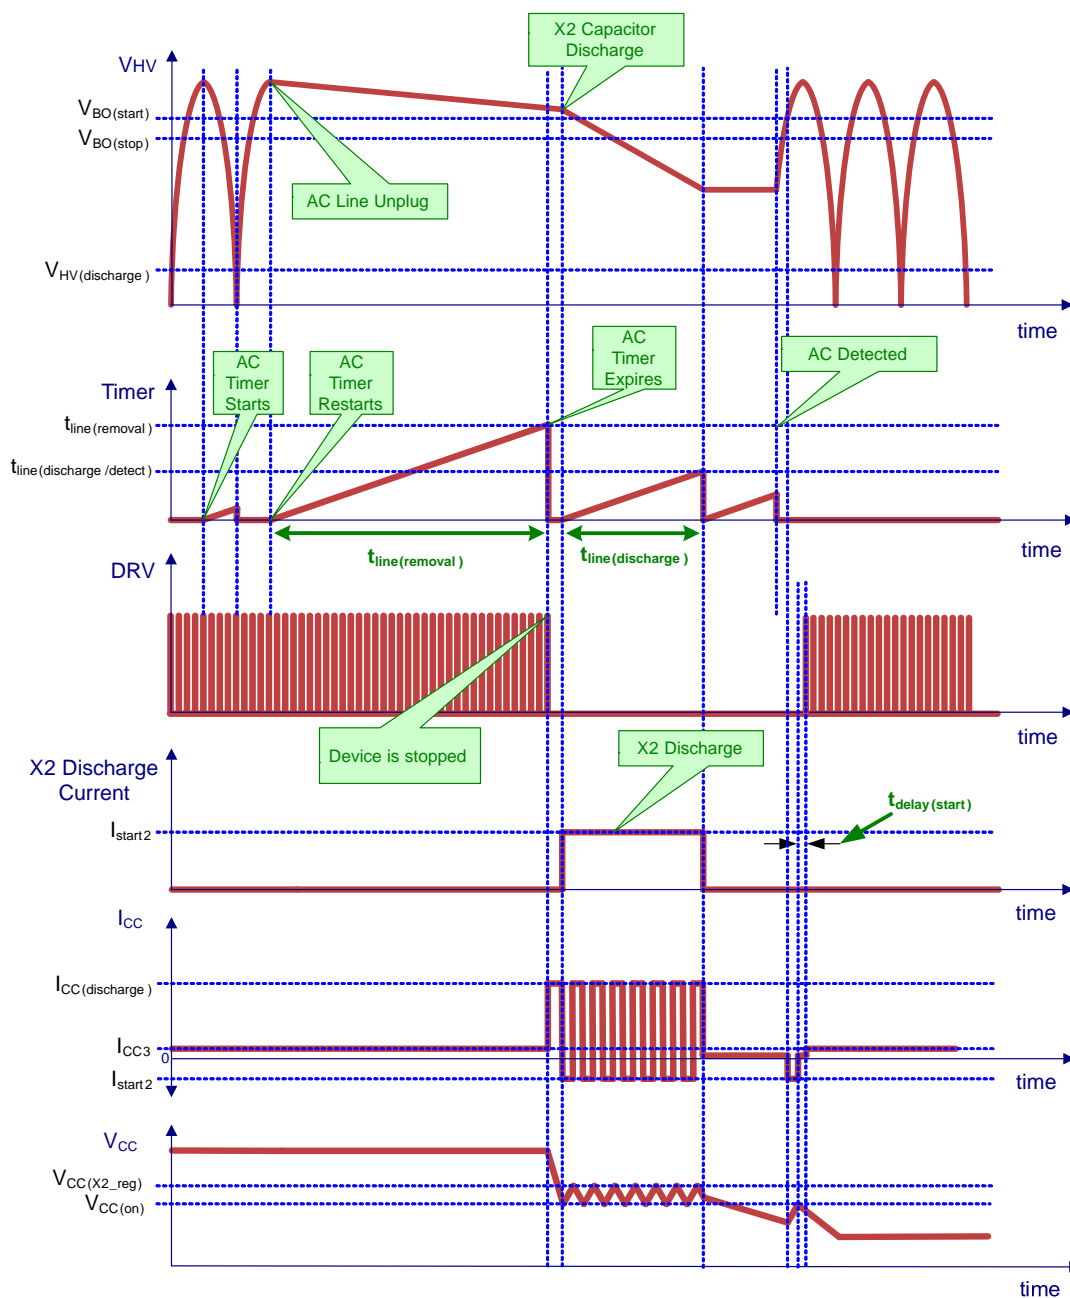 X2 Capacitor
Discharge
VHV
VBO(start)
VBO(stop)
AC Line Unplug
VHV(discharge)
time
AC
Timer
Starts
AC
Timer
Restarts
AC
Timer
Expires
AC Detected
Timer
tline(removal)
tline(discharge/detect)
tline(removal)
tline(discharge)
time
DRV
Device is stopped
X2 Discharge
time
X2 Discharge
Current
Istart2
tdelay(start)
time
ICC
ICC(discharge)
ICC3
0
Istart2
time
VCC
VCC(X2_reg)
VCC(on)
time